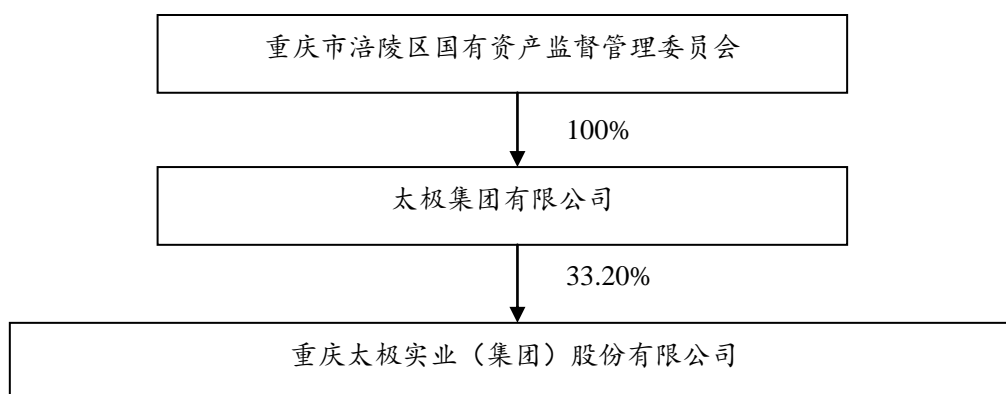 重庆市涪陵区国有资产监督管理委员会
100%
太极集团有限公司
33.20%
重庆太极实业（集团）股份有限公司